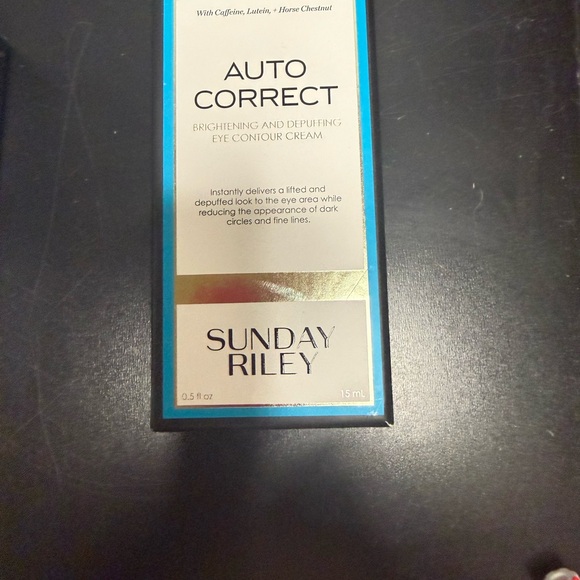 With Caffeine, Lutein, + Horse Chestnut
AUTO
CORRECT
BRIGHTENING AND DEPUFFING
EYE CONTOUR CREAM
Instantly delivers a lifted and
depuffed look to the eye area while
reducing the appearance of dark
circles and fine lines.
SUNDAY
RILEY
0.5 fl oz 15 mL